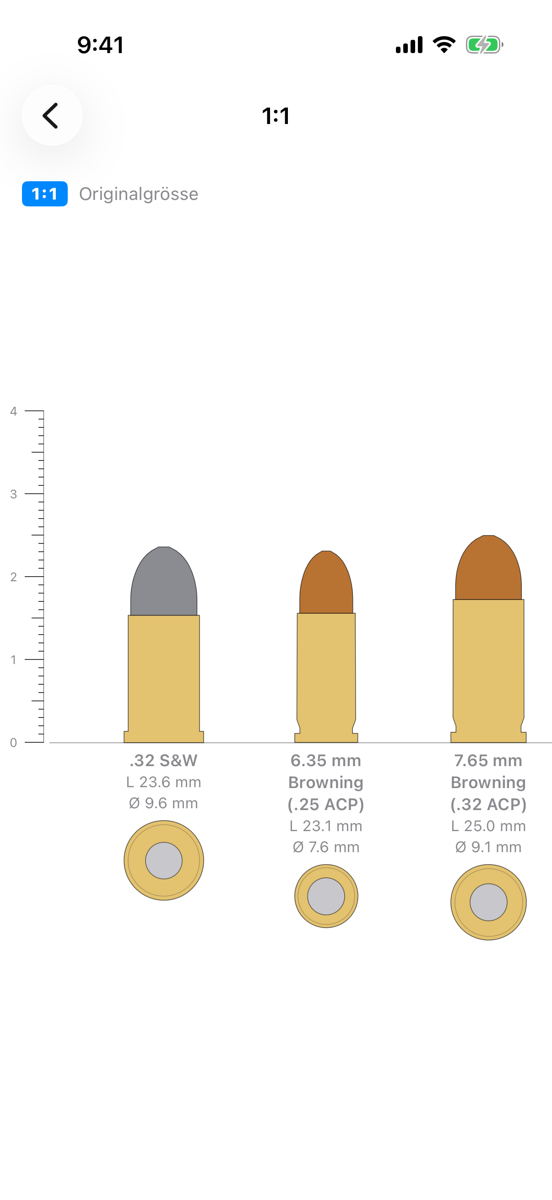 9:41
1:1
1:1 Originalgrösse
4
3
2
1
0
.32 S&W
L 23.6 mm
Ø 9.6 mm
6.35 mm
Browning
(.25 ACP)
L 23.1 mm
Ø 7.6 mm
7.65 mm
Browning
(.32 ACP)
L 25.0 mm
Ø 9.1 mm